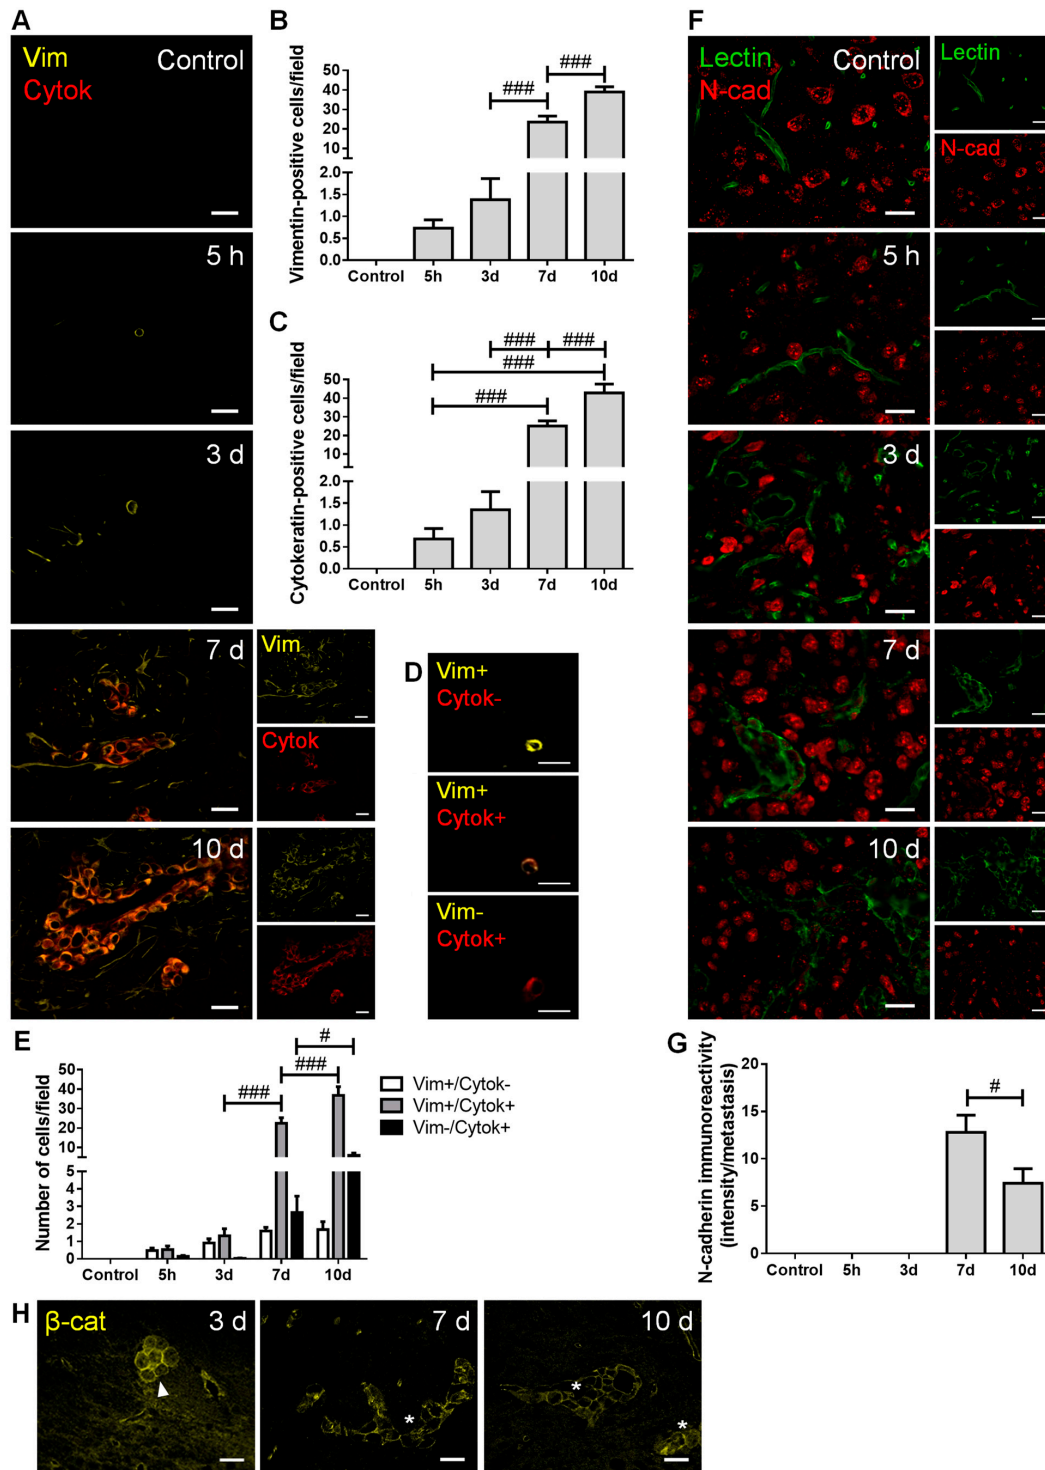 A
Vim
Cytok
Control
5 h
3 d
7 d
Vim
Cytok
10 d
B
Vimentin-positive cells/field
50
40
30
20
10
2.0
1.5
1.0
0.5
0.0
###
###
Control 5h 3d 7d 10d
C
Cytokeratin-positive cells/field
### ###
###
###
50
40
30
20
10
2.0
1.5
1.0
0.5
0.0
Control 5h 3d 7d 10d
D
Vim+
Cytok-
Vim+
Cytok+
Vim-
Cytok+
E
Number of cells/field
#
###
###
50
40
30
20
10
5
4
3
2
1
0
Control 5h 3d 7d 10d
Vim+/Cytok-
Vim+/Cytok+
Vim-/Cytok+
F
Lectin
N-cad
Control
Lectin
N-cad
5 h
3 d
7 d
10 d
G
N-cadherin immunoreactivity
(intensity/metastasis)
20
15
10
5
0
#
Control 5h 3d 7d 10d
H
β-cat
3 d
7 d
*
10 d
*
*